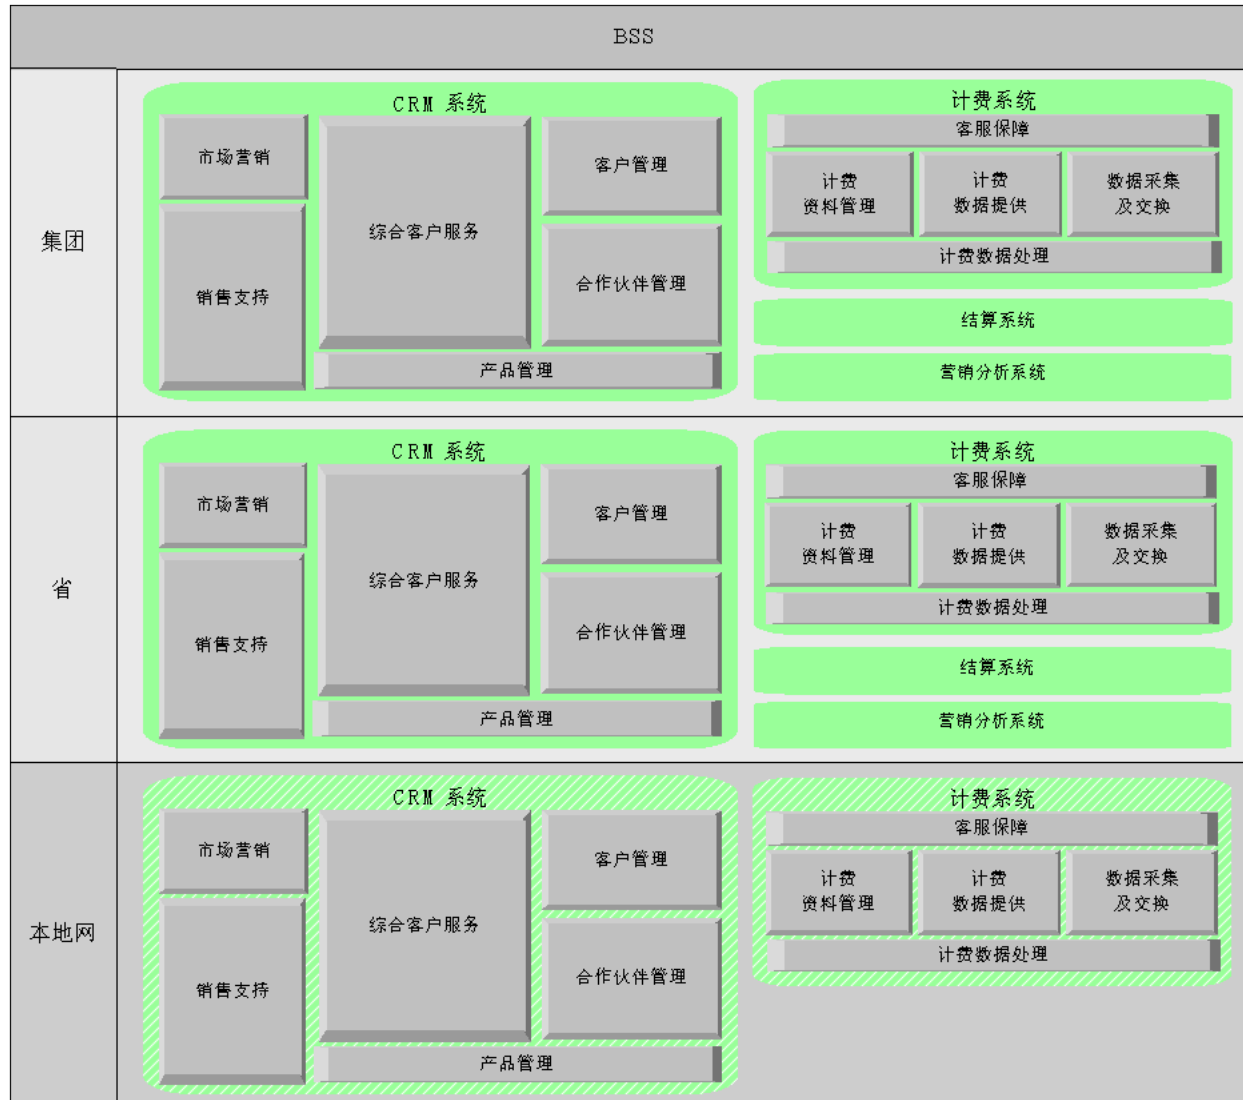 BSS
集团
CRM 系统
市场营销
销售支持
综合客户服务
客户管理
合作伙伴管理
产品管理
计费系统
客服保障
计费
资料管理
计费
数据提供
数据采集
及交换
计费数据处理
结算系统
营销分析系统
省
CRM 系统
市场营销
销售支持
综合客户服务
客户管理
合作伙伴管理
产品管理
计费系统
客服保障
计费
资料管理
计费
数据提供
数据采集
及交换
计费数据处理
结算系统
营销分析系统
本地网
CRM 系统
市场营销
销售支持
综合客户服务
客户管理
合作伙伴管理
产品管理
计费系统
客服保障
计费
资料管理
计费
数据提供
数据采集
及交换
计费数据处理